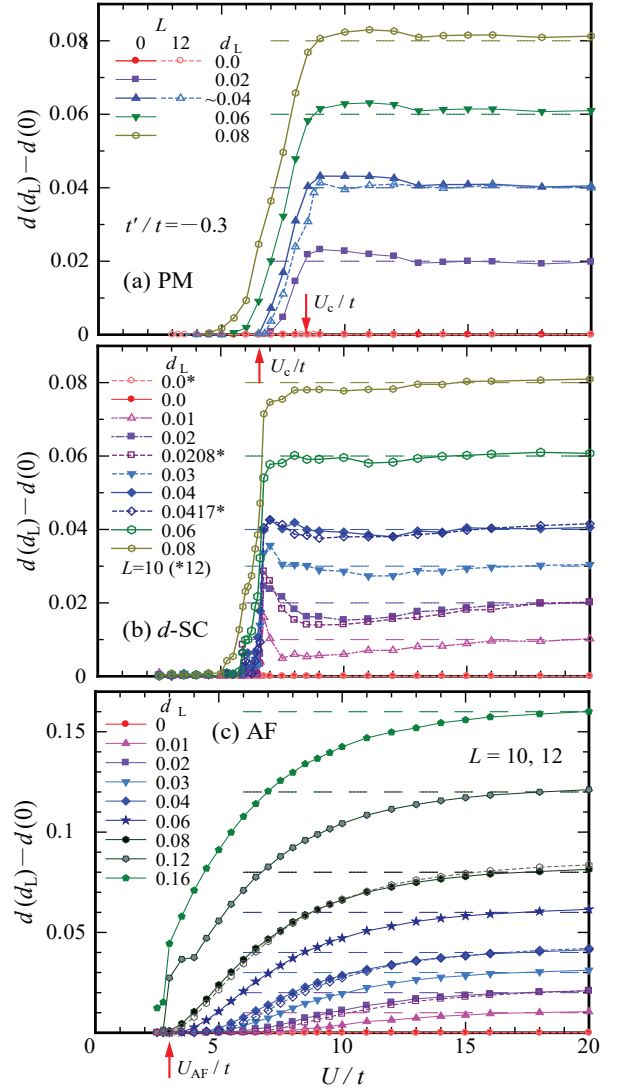 L
0 12 d_L
0.0
0.02
~0.04
0.06
0.08
0.08
0.06
0.04
0.02
0
d(d_L)−d(0)
t′/t=−0.3
(a) PM
U_c/t
U_c/t
d_L
0.0*
0.0
0.01
0.02
0.0208*
0.03
0.04
0.0417*
0.06
0.08
L=10 (*12)
0.08
0.06
0.04
0.02
0
d(d_L)−d(0)
(b) d-SC
d_L
0
0.01
0.02
0.03
0.04
0.06
0.08
0.12
0.16
(c) AF
L = 10, 12
0.15
0.1
0.05
d(d_L)−d(0)
0 5 10 15 20
U_AF/t
U/t